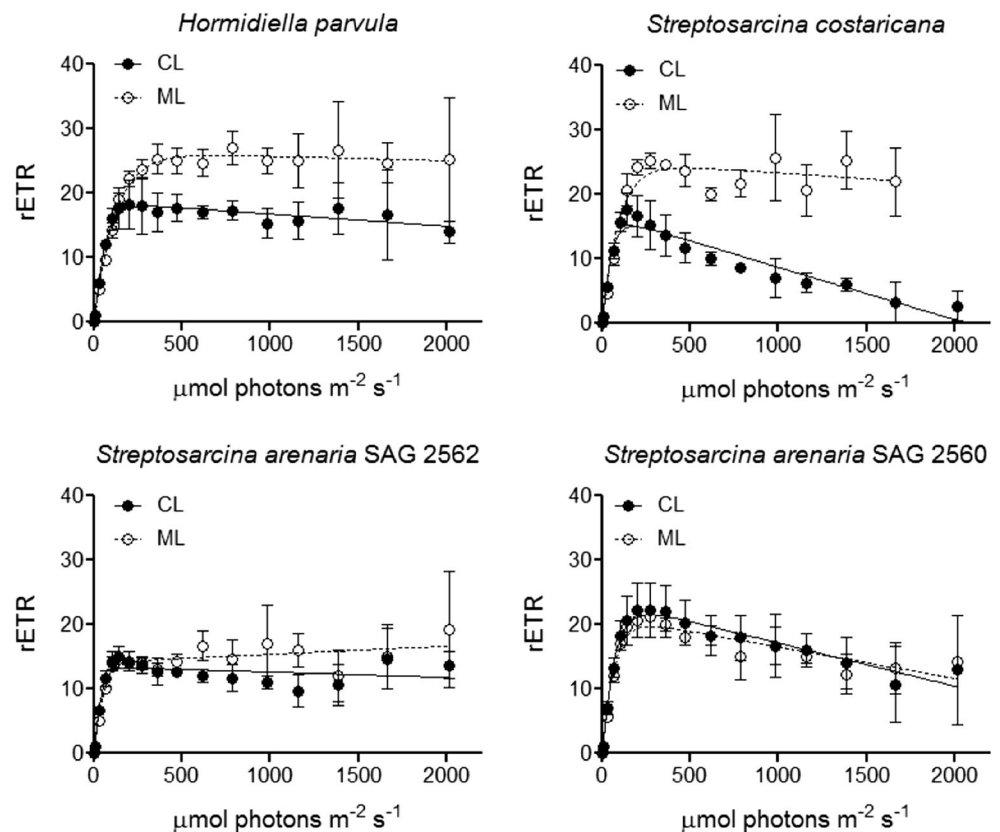 Hormidiella parvula
40
30
20
10
0
rETR
CL
ML
0 500 1000 1500 2000
μmol photons m-2 s-1
Streptosarcina costaricana
40
30
20
10
0
rETR
CL
ML
0 500 1000 1500 2000
μmol photons m-2 s-1
Streptosarcina arenaria SAG 2562
40
30
20
10
0
rETR
CL
ML
0 500 1000 1500 2000
μmol photons m-2 s-1
Streptosarcina arenaria SAG 2560
40
30
20
10
0
rETR
CL
ML
0 500 1000 1500 2000
μmol photons m-2 s-1